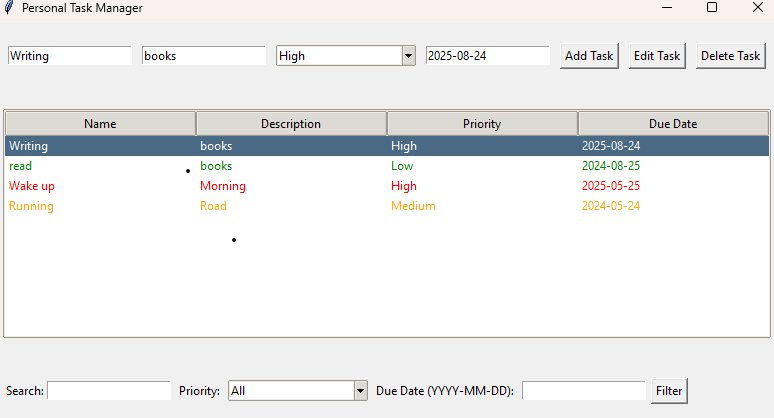 Personal Task Manager
Writing books High 2025-08-24 Add Task Edit Task Delete Task
Name Description Priority Due Date
Writing books High 2025-08-24
read books Low 2024-08-25
Wake up Morning High 2025-05-25
Running Road Medium 2024-05-24
Search: Priority: All Due Date (YYYY-MM-DD): Filter